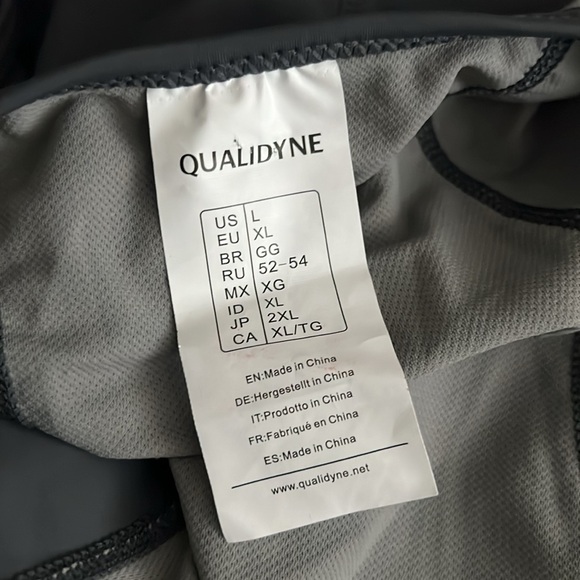 QUALIDYNE
US L
EU XL
BR GG
RU 52-54
MX XG
ID XL
JP 2XL
CA XL/TG
EN:Made in China
DE:Hergestellt in China
IT:Prodotto in China
FR:Fabriqué en China
ES:Made in China
www.qualidyne.net